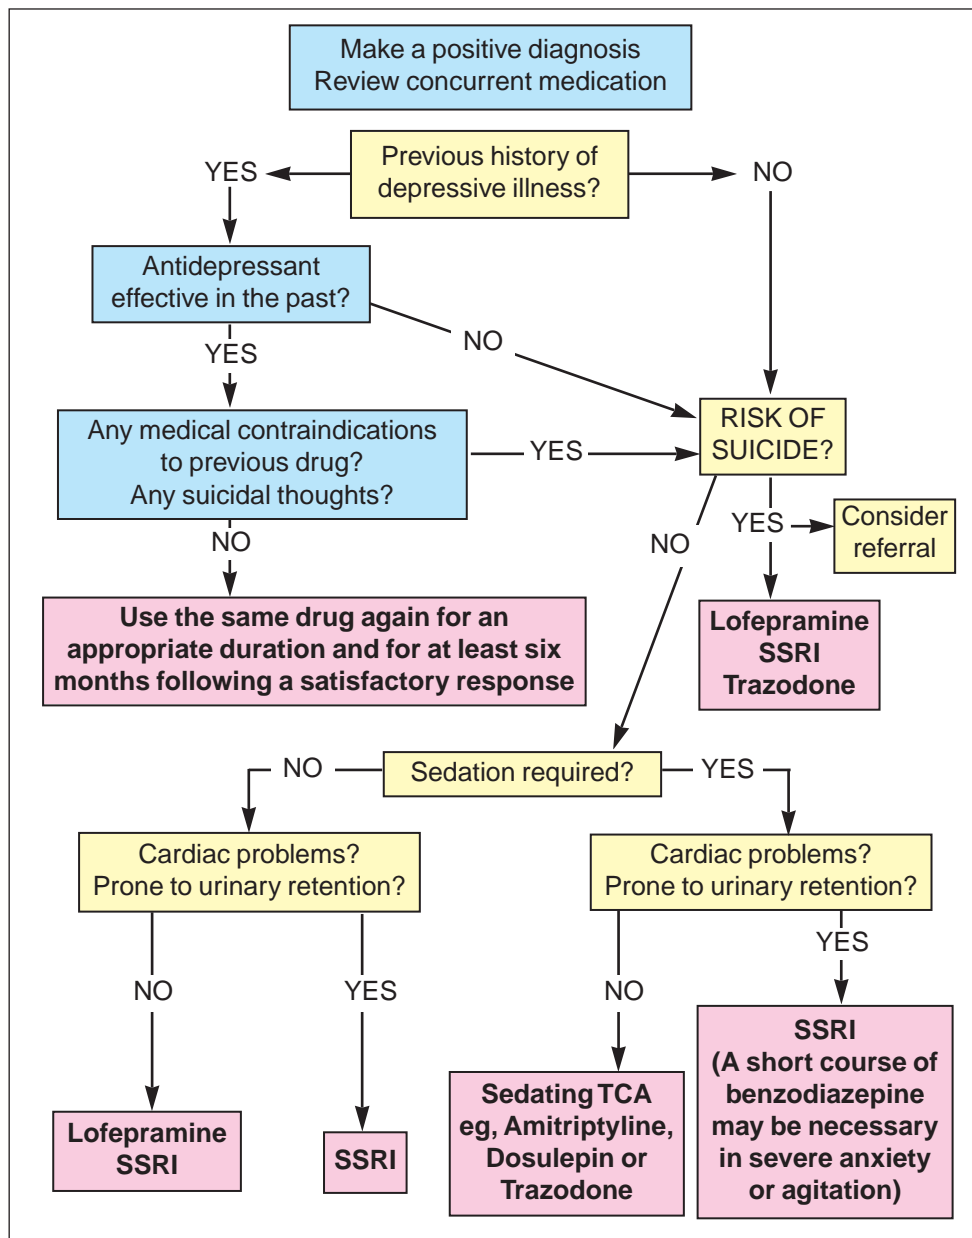 Make a positive diagnosis
Review concurrent medication
Previous history of
depressive illness?
YES
NO
Antidepressant
effective in the past?
NO
YES
Any medical contraindications
to previous drug?
Any suicidal thoughts?
YES
RISK OF
SUICIDE?
NO
YES
Consider
referral
NO
Use the same drug again for an
appropriate duration and for at least six
months following a satisfactory response
Lofepramine
SSRI
Trazodone
NO
Sedation required?
YES
Cardiac problems?
Prone to urinary retention?
Cardiac problems?
Prone to urinary retention?
NO
YES
NO
YES
Lofepramine
SSRI
SSRI
Sedating TCA
eg, Amitriptyline,
Dosulepin or
Trazodone
SSRI
(A short course of
benzodiazepine
may be necessary
in severe anxiety
or agitation)